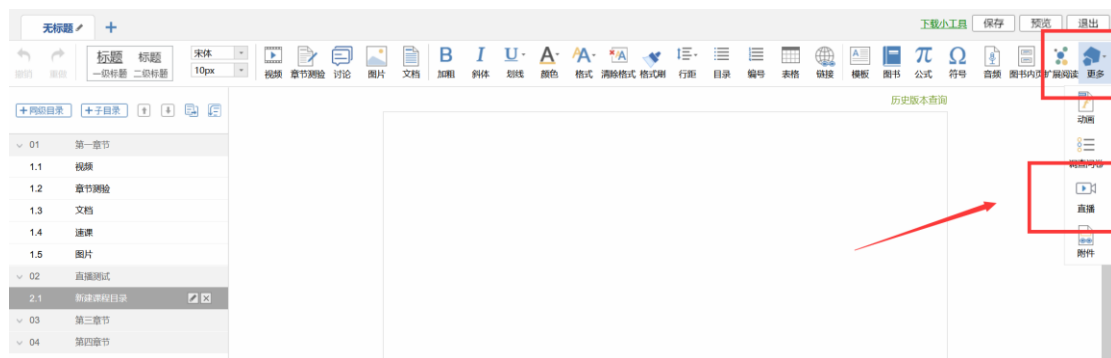 无标题
下载小工具 保存 预览 退出
撤销 重做 标题 标题 宋体
一级标题 二级标题 10px
视频 章节测验 讨论 图片 文档 B 加粗 I 斜体 U 划线 A 颜色 格式 清除格式 格式刷 行距 目录 编号 表格 链接 模板 图书 π 公式 Ω 符号 音频 图书内页 扩展阅读 更多
+同级目录 +子目录
历史版本查询
动画
调查问卷
直播
附件
01 第一章节
1.1 视频
1.2 章节测验
1.3 文档
1.4 速课
1.5 图片
02 直播测试
2.1 新建课程目录
03 第三章节
04 第四章节